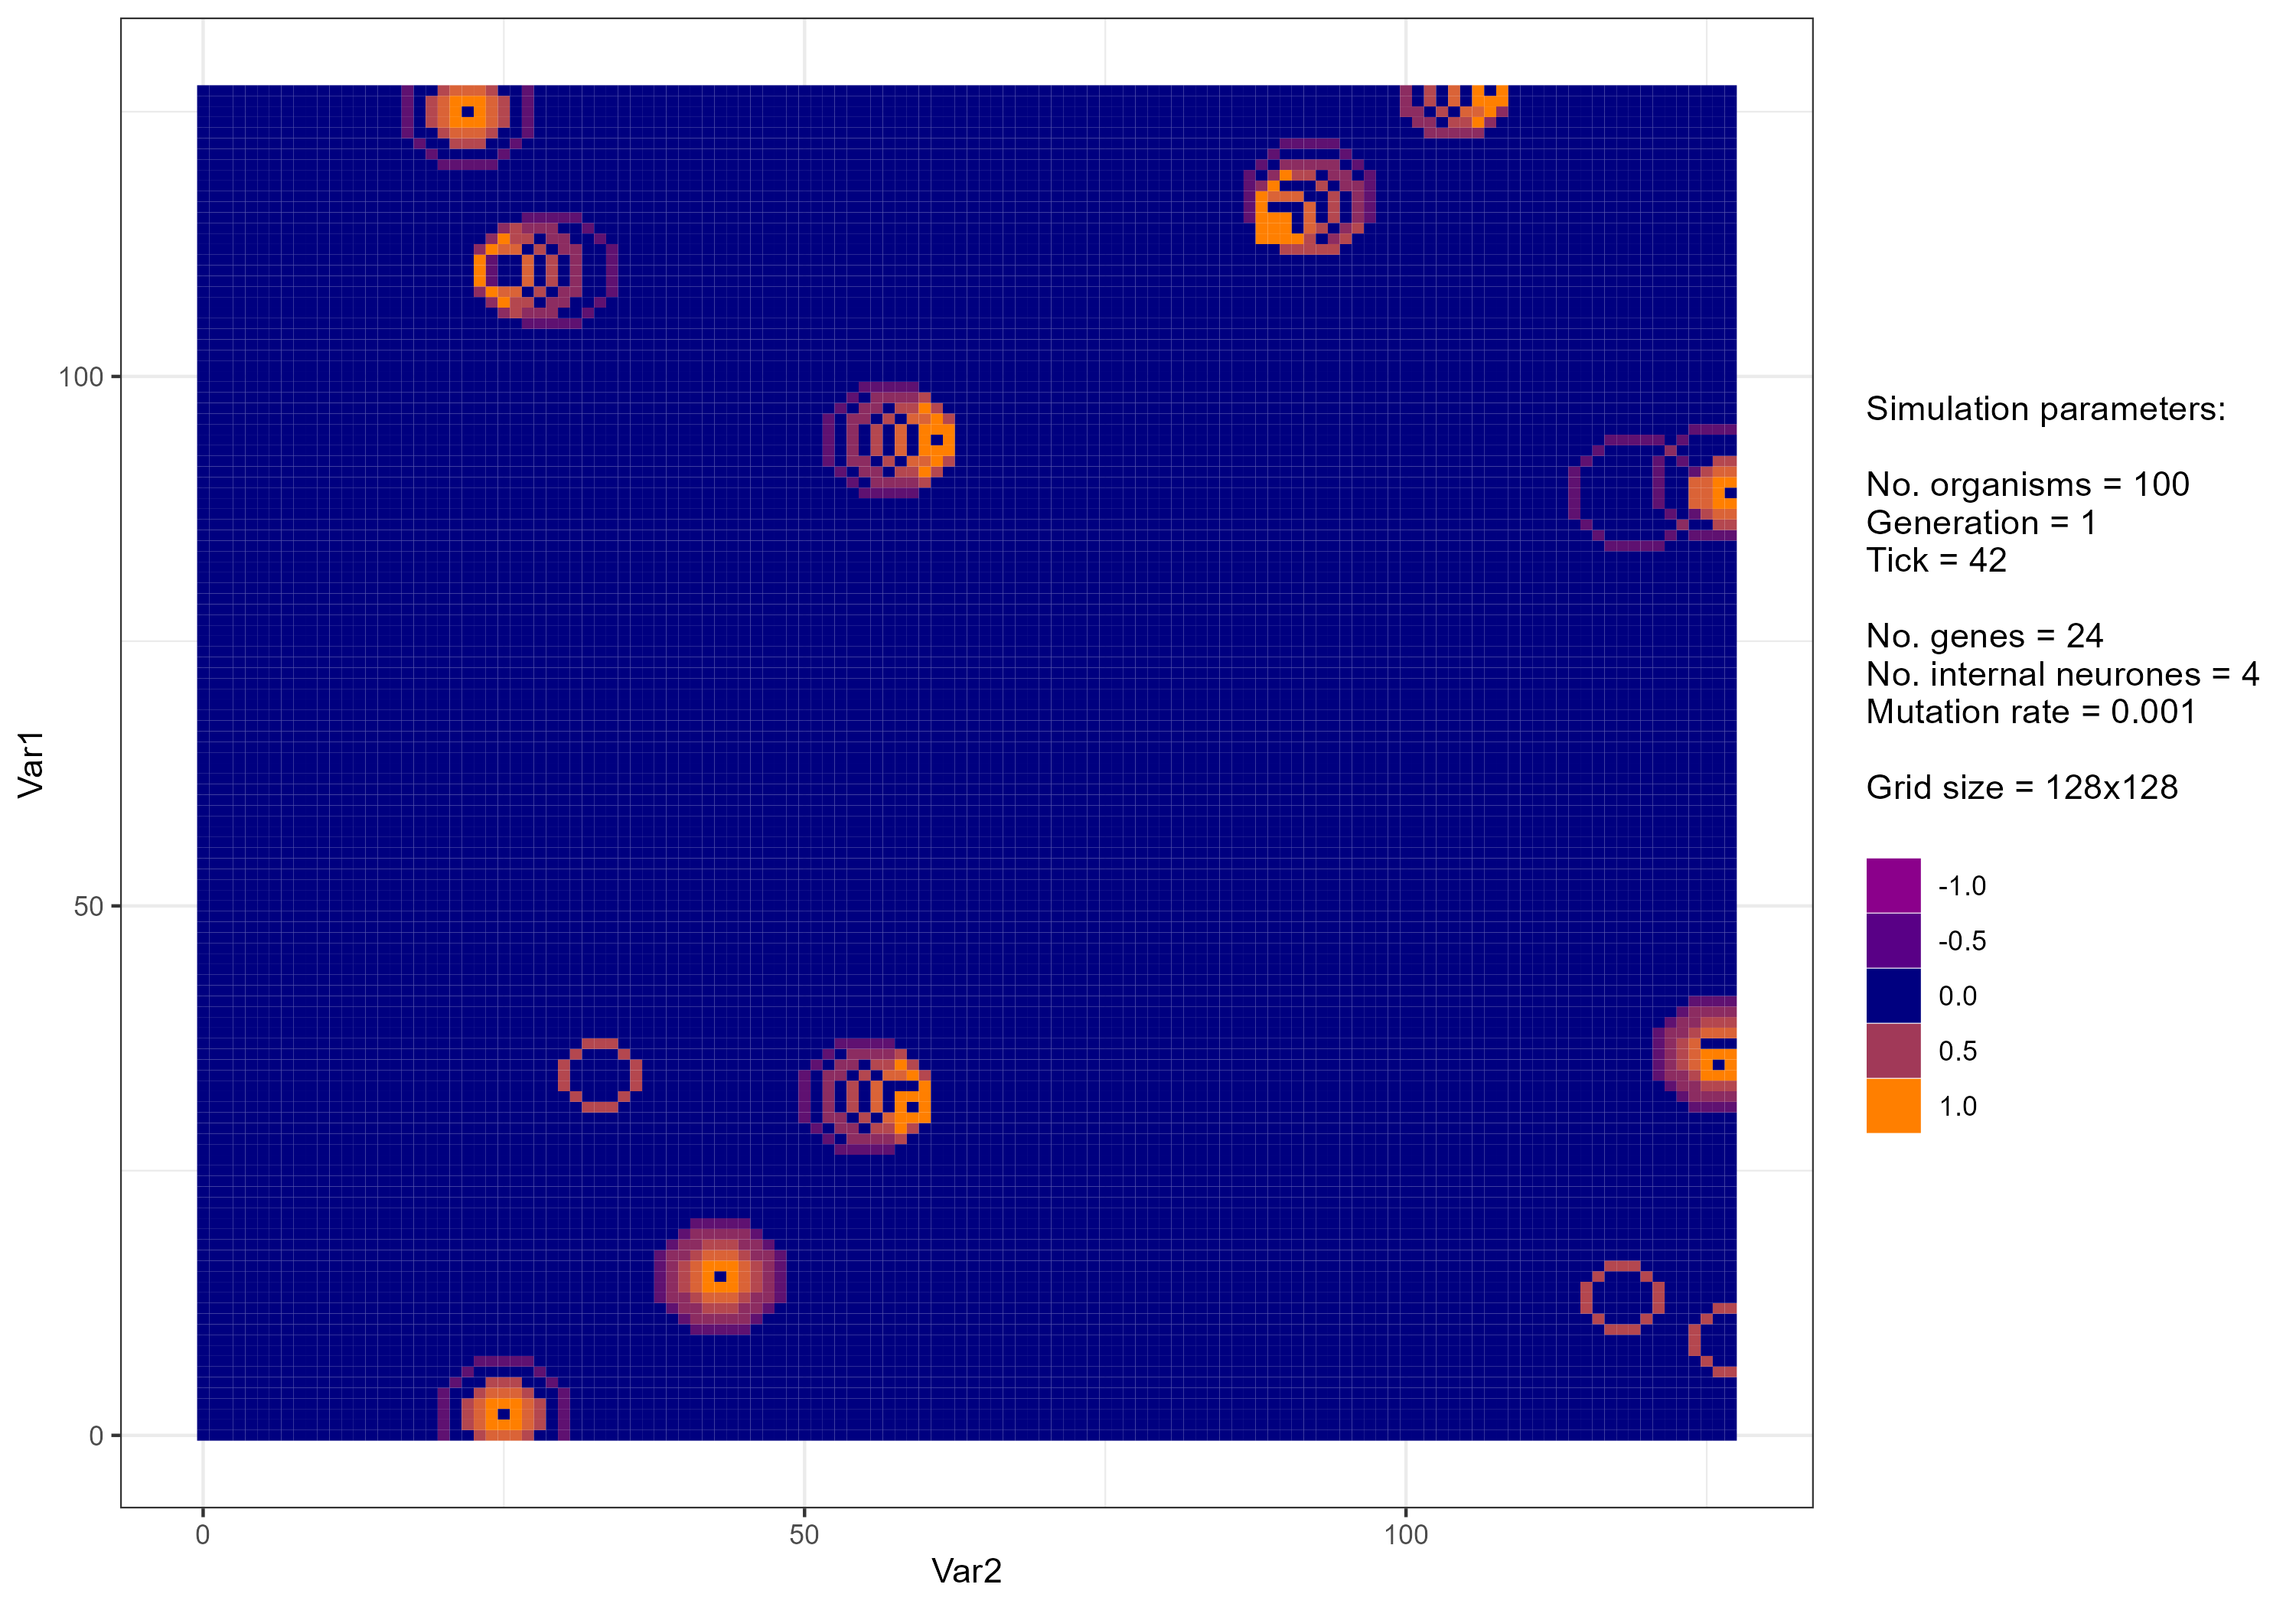 Var1
100
50
0
0
50
100
Var2
Simulation parameters:
No. organisms = 100
Generation = 1
Tick = 42
No. genes = 24
No. internal neurones = 4
Mutation rate = 0.001
Grid size = 128x128
-1.0
-0.5
0.0
0.5
1.0